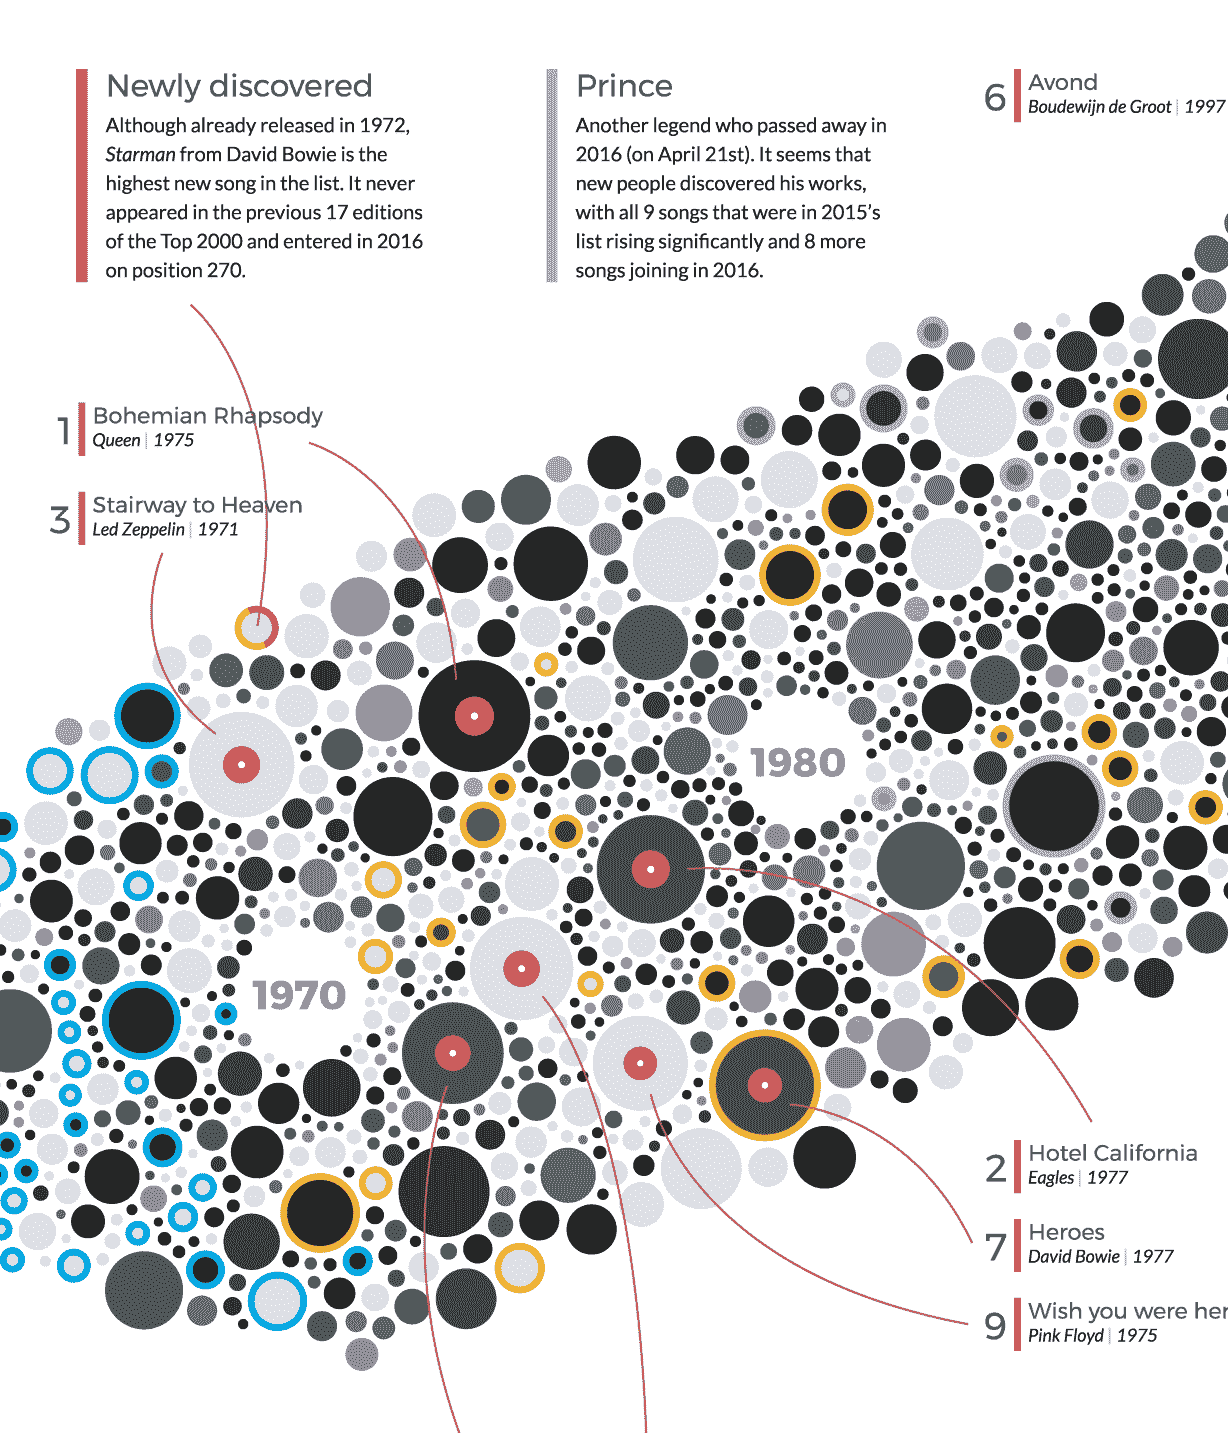 Newly discovered
Although already released in 1972,
Starman from David Bowie is the
highest new song in the list. It never
appeared in the previous 17 editions
of the Top 2000 and entered in 2016
on position 270.
Prince
Another legend who passed away in
2016 (on April 21st). It seems that
new people discovered his works,
with all 9 songs that were in 2015's
list rising significantly and 8 more
songs joining in 2016.
6
Avond
Boudewijn de Groot | 1997
1
Bohemian Rhapsody
Queen | 1975
3
Stairway to Heaven
Led Zeppelin | 1971
1980
1970
2
Hotel California
Eagles | 1977
7
Heroes
David Bowie | 1977
9
Wish you were her
Pink Floyd | 1975